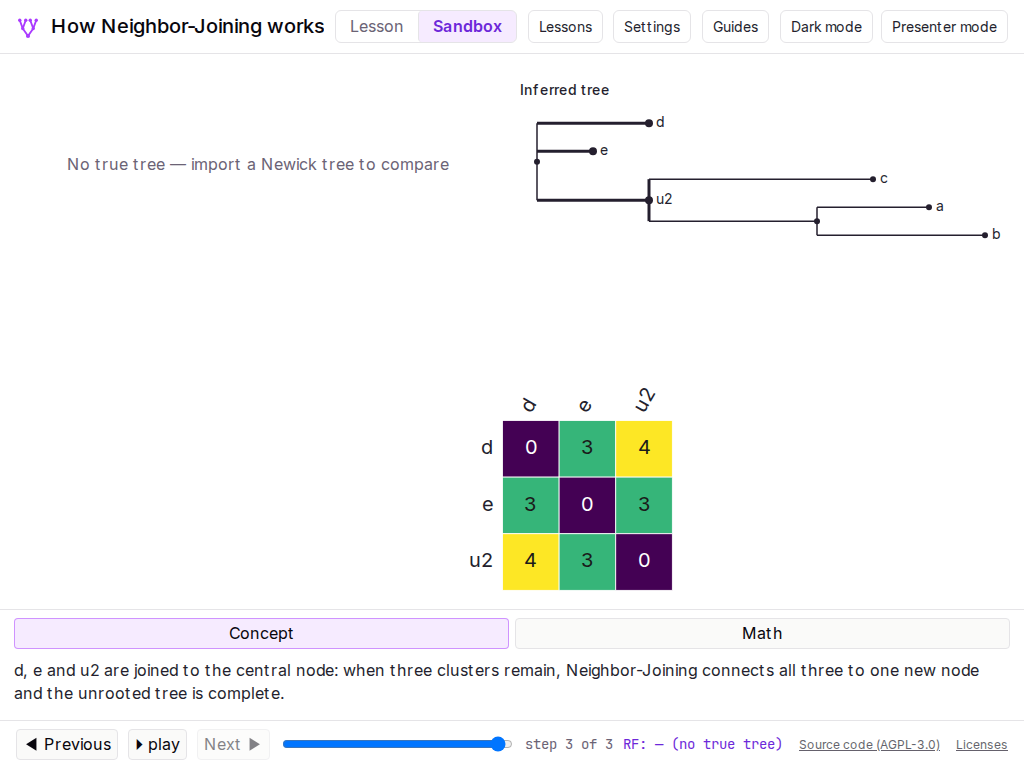 How Neighbor-Joining works
Lesson
Sandbox
Lessons
Settings
Guides
Dark mode
Presenter mode
No true tree — import a Newick tree to compare
Inferred tree
d
e
c
u2
a
b
d e u2
d 0 3 4
e 3 0 3
u2 4 3 0
Concept
Math
d, e and u2 are joined to the central node: when three clusters remain, Neighbor-Joining connects all three to one new node
and the unrooted tree is complete.
◀ Previous
play
Next ▶
step 3 of 3
RF: — (no true tree)
Source code (AGPL-3.0)
Licenses